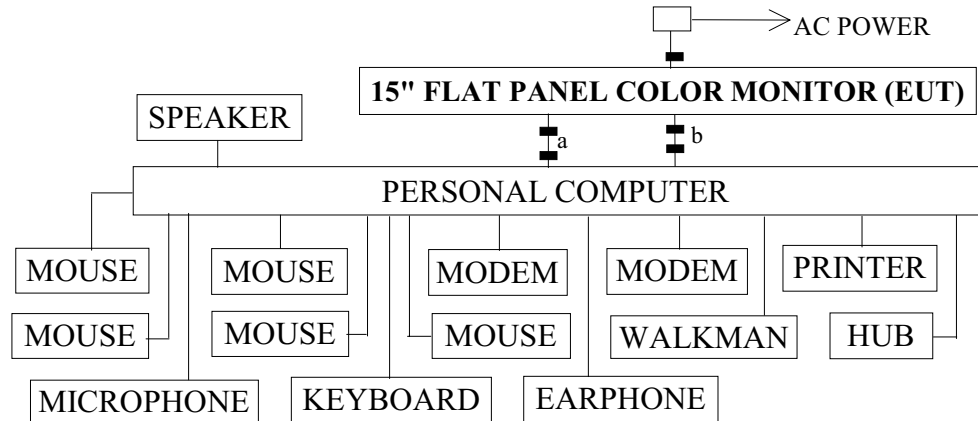 AC POWER
15" FLAT PANEL COLOR MONITOR (EUT)
SPEAKER
a
b
PERSONAL COMPUTER
MOUSE
MOUSE
MODEM
MODEM
PRINTER
MOUSE
MOUSE
MOUSE
WALKMAN
HUB
MICROPHONE
KEYBOARD
EARPHONE